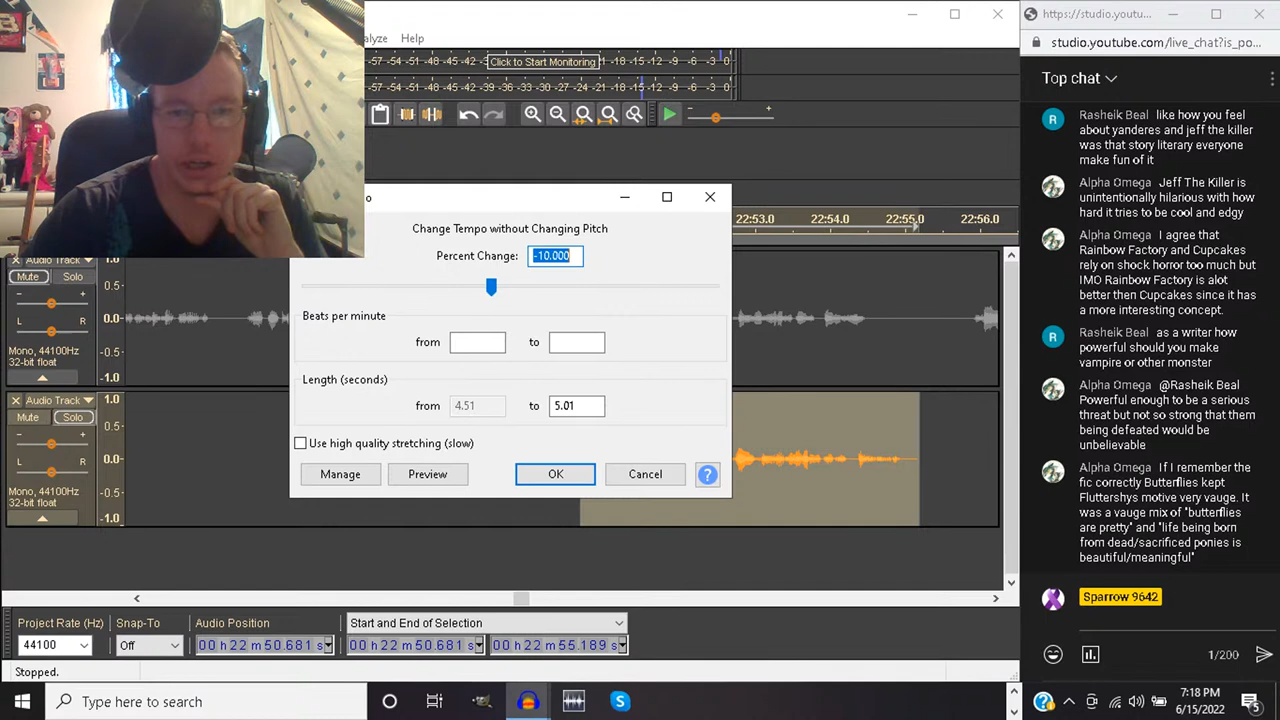 https://studio.youtu...
alyze Help
studio.youtube.com/live_chat?is_po...
-57 -54 -51 -48 -45 -42 Click to Start Monitoring 21 -18 -15 -12 -9 -6 -3 0
-57 -54 -51 -48 -45 -42 -39 -36 -33 -30 -27 -24 -21 -18 -15 -12 -9 -6 -3 0
Top chat
- +
Rasheik Beal like how you feel
about yanderes and jeff the killer
was that story literary everyone
make fun of it
Alpha Omega Jeff The Killer is
unintentionally hilarious with how
hard it tries to be cool and edgy
Alpha Omega I agree that
Rainbow Factory and Cupcakes
rely on shock horror too much but
IMO Rainbow Factory is alot
better then Cupcakes since it has
a more interesting concept.
Rasheik Beal as a writer how
powerful should you make
vampire or other monster
Alpha Omega @Rasheik Beal
Powerful enough to be a serious
threat but not so strong that them
being defeated would be
unbelievable
Alpha Omega If I remember the
fic correctly Butterflies kept
Fluttershys motive very vauge. It
was a vauge mix of "butterflies
are pretty" and "life being born
from dead/sacrificed ponies is
beautiful/meaningful"
Sparrow 9642
1/200
o
Change Tempo without Changing Pitch
Percent Change: -10.000
Beats per minute
from to
Length (seconds)
from 4.51 to 5.01
Use high quality stretching (slow)
Manage Preview OK Cancel ?
22:53.0 22:54.0 22:55.0 22:56.0
Audio Track 1.0
Mute Solo
0.5
- +
L R 0.0
Mono, 44100Hz -0.5
32-bit float
-1.0
Audio Track 1.0
Mute Solo
0.5
- +
L R 0.0
Mono, 44100Hz -0.5
32-bit float
-1.0
Project Rate (Hz) Snap-To Audio Position Start and End of Selection
44100 Off 00 h 22 m 50.681 s 00 h 22 m 50.681 s 00 h 22 m 55.189 s
Stopped.
Type here to search
7:18 PM
6/15/2022
5